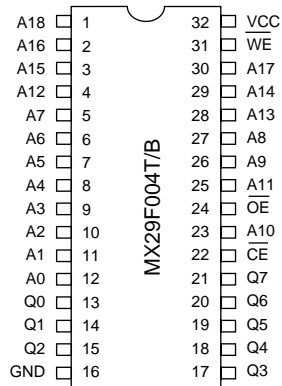 A18 1 32 VCC
A16 2 31 W̅E̅
A15 3 30 A17
A12 4 29 A14
A7 5 28 A13
A6 6 27 A8
A5 7 26 A9
A4 8 25 A11
A3 9 24 O̅E̅
A2 10 23 A10
A1 11 22 C̅E̅
A0 12 21 Q7
Q0 13 20 Q6
Q1 14 19 Q5
Q2 15 18 Q4
GND 16 17 Q3
MX29F004T/B